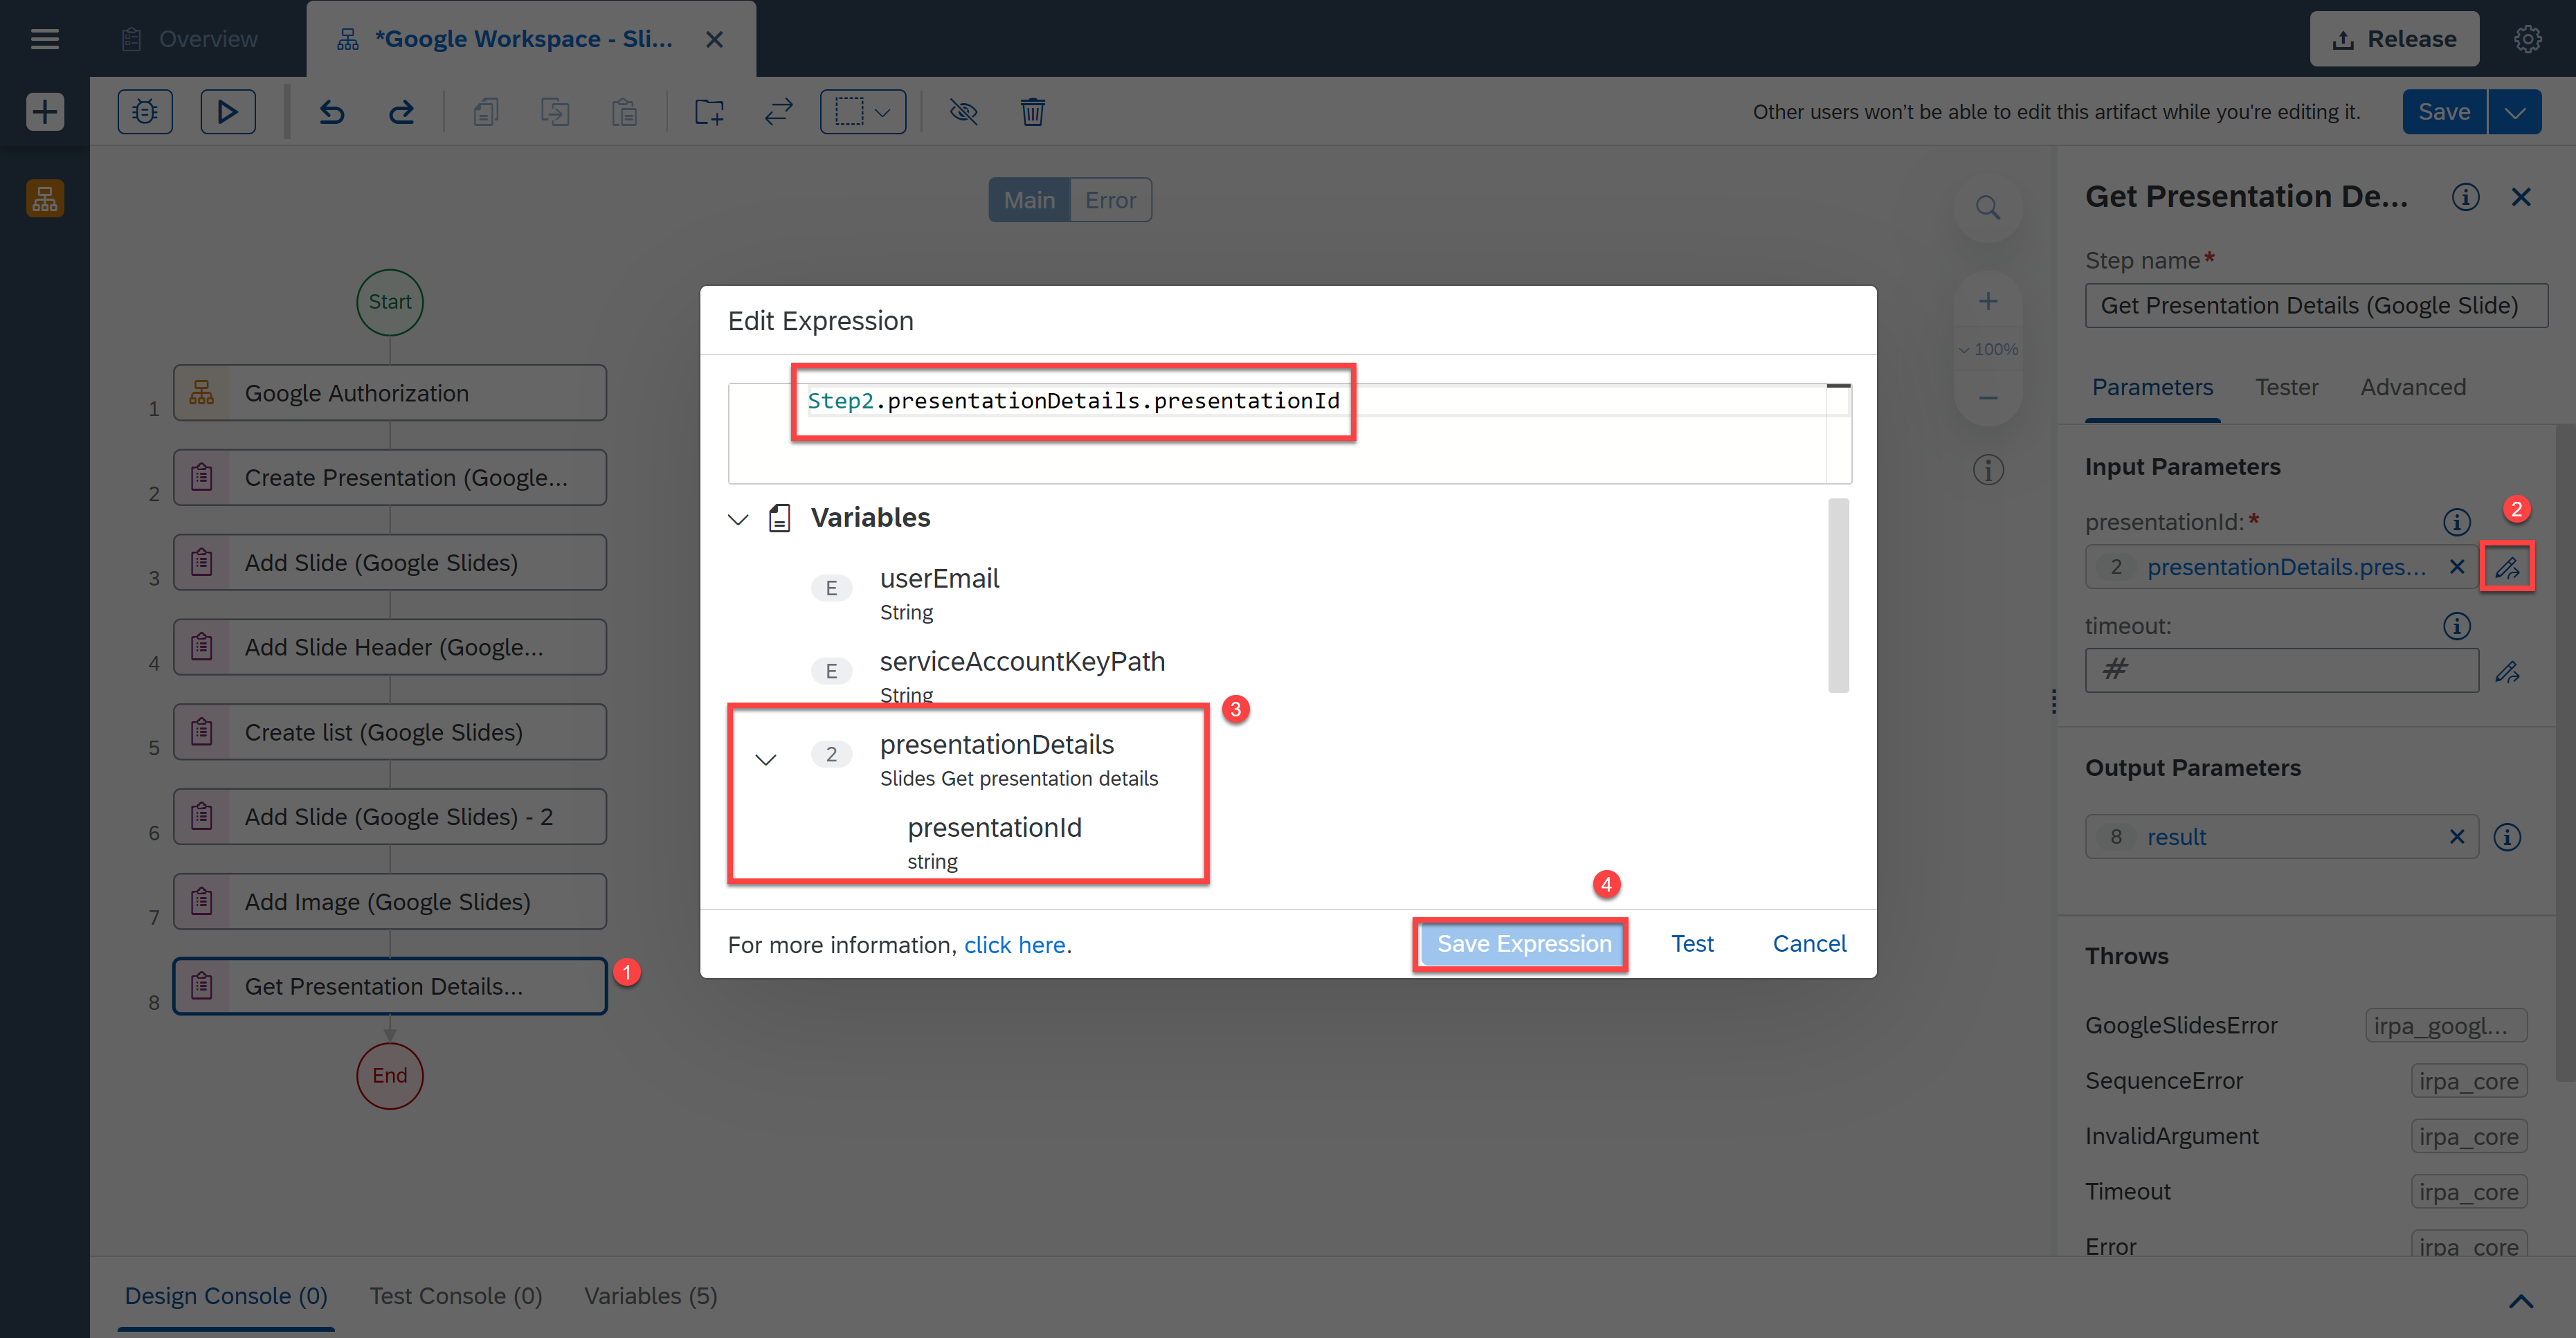 Overview
*Google Workspace - Sli...
Release
Other users won't be able to edit this artifact while you're editing it.
Save
Main
Error
Start
1
Google Authorization
2
Create Presentation (Google...
3
Add Slide (Google Slides)
4
Add Slide Header (Google...
5
Create list (Google Slides)
6
Add Slide (Google Slides) - 2
7
Add Image (Google Slides)
8
Get Presentation Details...
1
End
100%
Edit Expression
Step2.presentationDetails.presentationId
Variables
E
userEmail
String
E
serviceAccountKeyPath
String
3
2
presentationDetails
Slides Get presentation details
presentationId
string
4
For more information, click here.
Save Expression
Test
Cancel
Get Presentation De...
Step name*
Get Presentation Details (Google Slide)
Parameters
Tester
Advanced
Input Parameters
presentationId:*
2
2
presentationDetails.pres...
timeout:
#
Output Parameters
8
result
Throws
GoogleSlidesError
irpa_googl...
SequenceError
irpa_core
InvalidArgument
irpa_core
Timeout
irpa_core
Error
irpa_core
Design Console (0)
Test Console (0)
Variables (5)